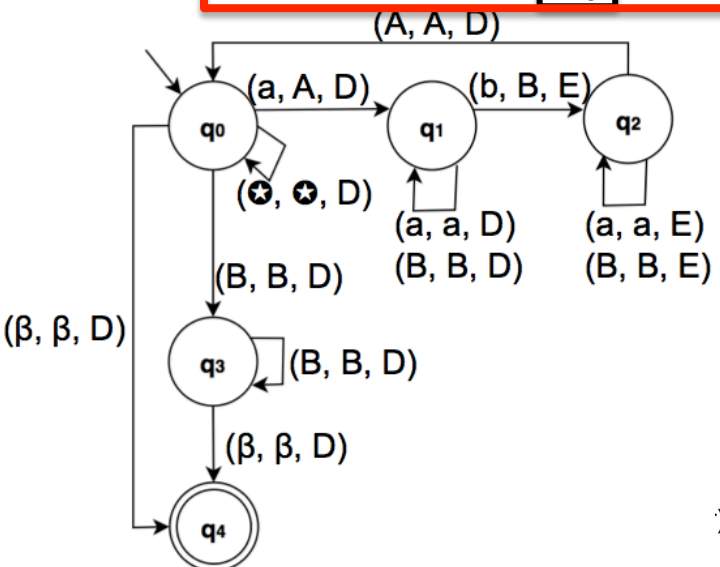 (A, A, D)
(a, A, D)
(b, B, E)
q0
q1
q2
(✪, ✪, D)
(a, a, D)
(a, a, E)
(B, B, D)
(B, B, E)
(B, B, D)
(β, β, D)
q3
(B, B, D)
(β, β, D)
q4